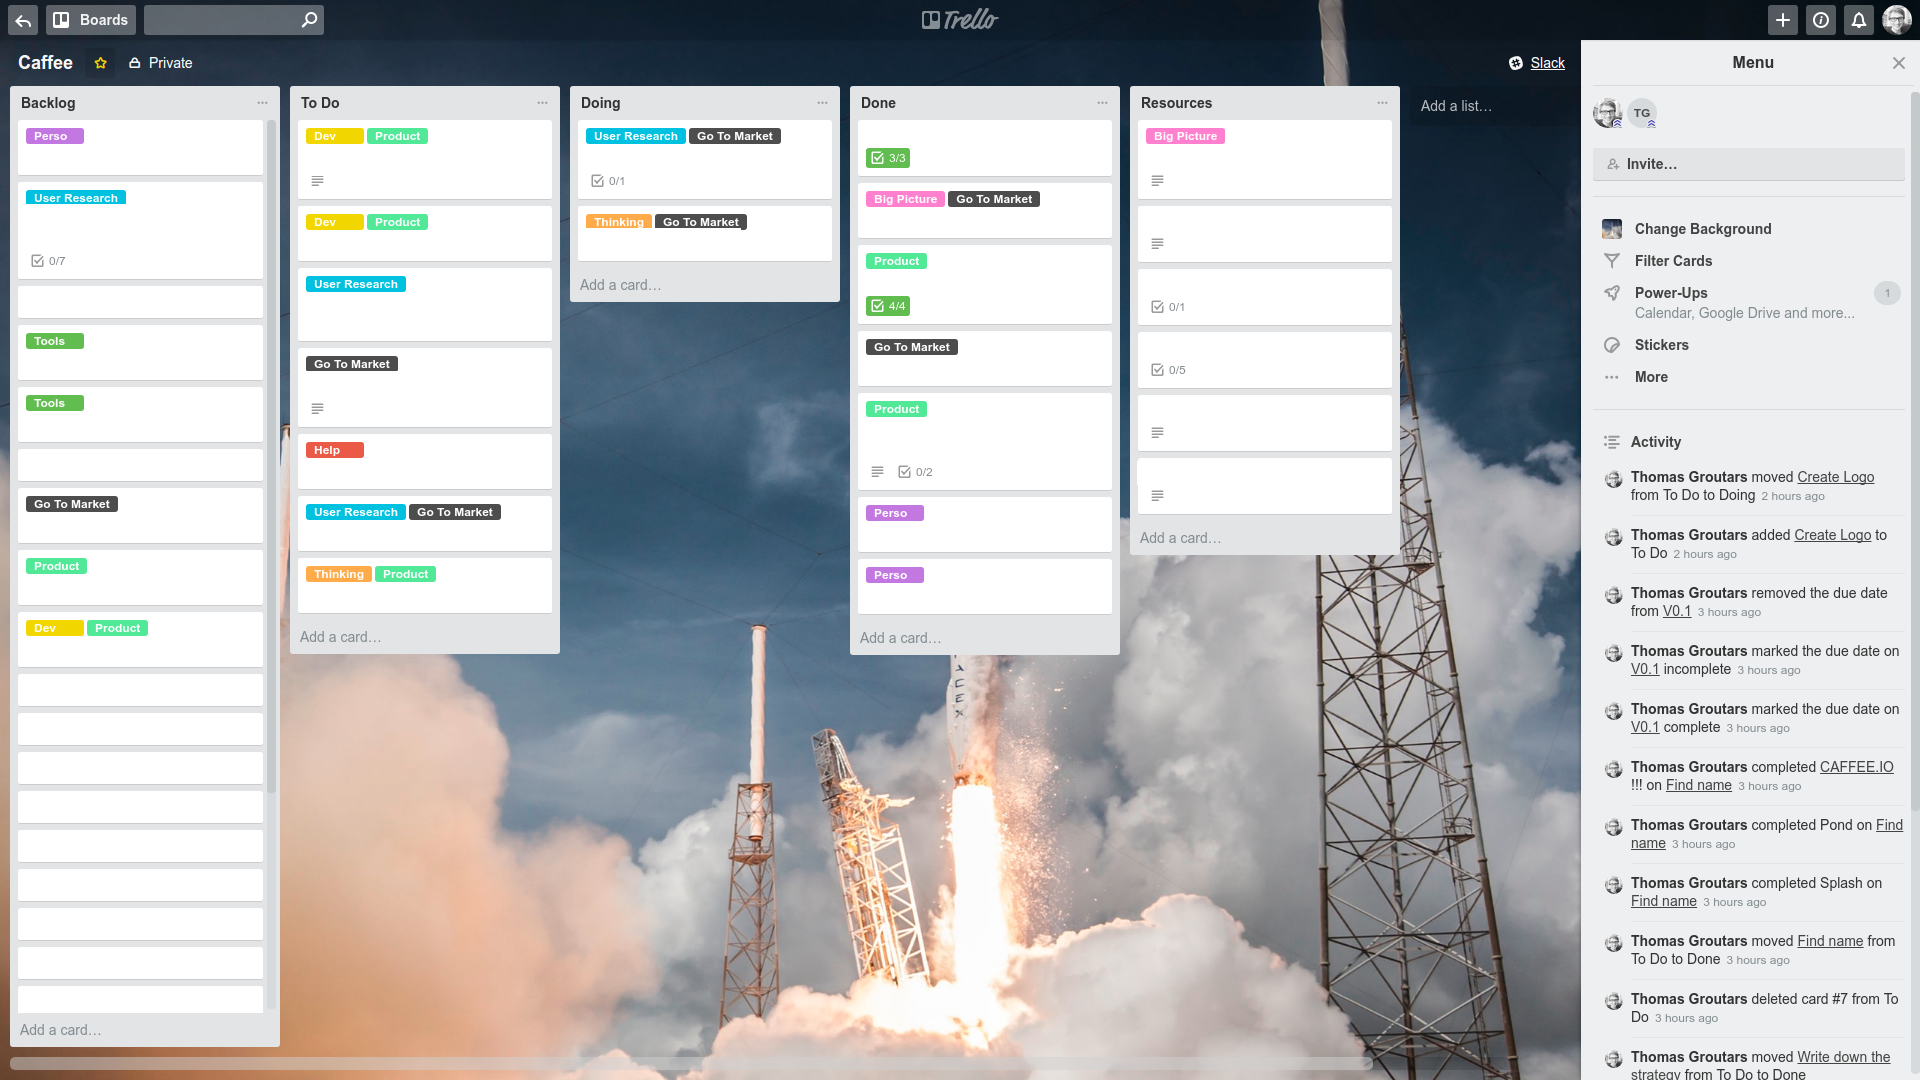 Boards
Trello
Caffee
Private
Slack
Backlog
Perso
User Research
0/7
Tools
Tools
Go To Market
Product
Dev Product
Add a card…
To Do
Dev Product
Dev Product
User Research
Go To Market
Help
User Research Go To Market
Thinking Product
Add a card…
Doing
User Research Go To Market
0/1
Thinking Go To Market
Add a card…
Done
3/3
Big Picture Go To Market
Product
4/4
Go To Market
Product
0/2
Perso
Perso
Add a card…
Resources
Big Picture
0/1
0/5
Add a card…
Add a list…
ACEX
Menu
TG
Invite…
Change Background
Filter Cards
Power-Ups 1
Calendar, Google Drive and more...
Stickers
More
Activity
Thomas Groutars moved Create Logo
from To Do to Doing 2 hours ago
Thomas Groutars added Create Logo to
To Do 2 hours ago
Thomas Groutars removed the due date
from V0.1 3 hours ago
Thomas Groutars marked the due date on
V0.1 incomplete 3 hours ago
Thomas Groutars marked the due date on
V0.1 complete 3 hours ago
Thomas Groutars completed CAFFEE.IO
!!! on Find name 3 hours ago
Thomas Groutars completed Pond on Find
name 3 hours ago
Thomas Groutars completed Splash on
Find name 3 hours ago
Thomas Groutars moved Find name from
To Do to Done 3 hours ago
Thomas Groutars deleted card #7 from To
Do 3 hours ago
Thomas Groutars moved Write down the
strategy from To Do to Done